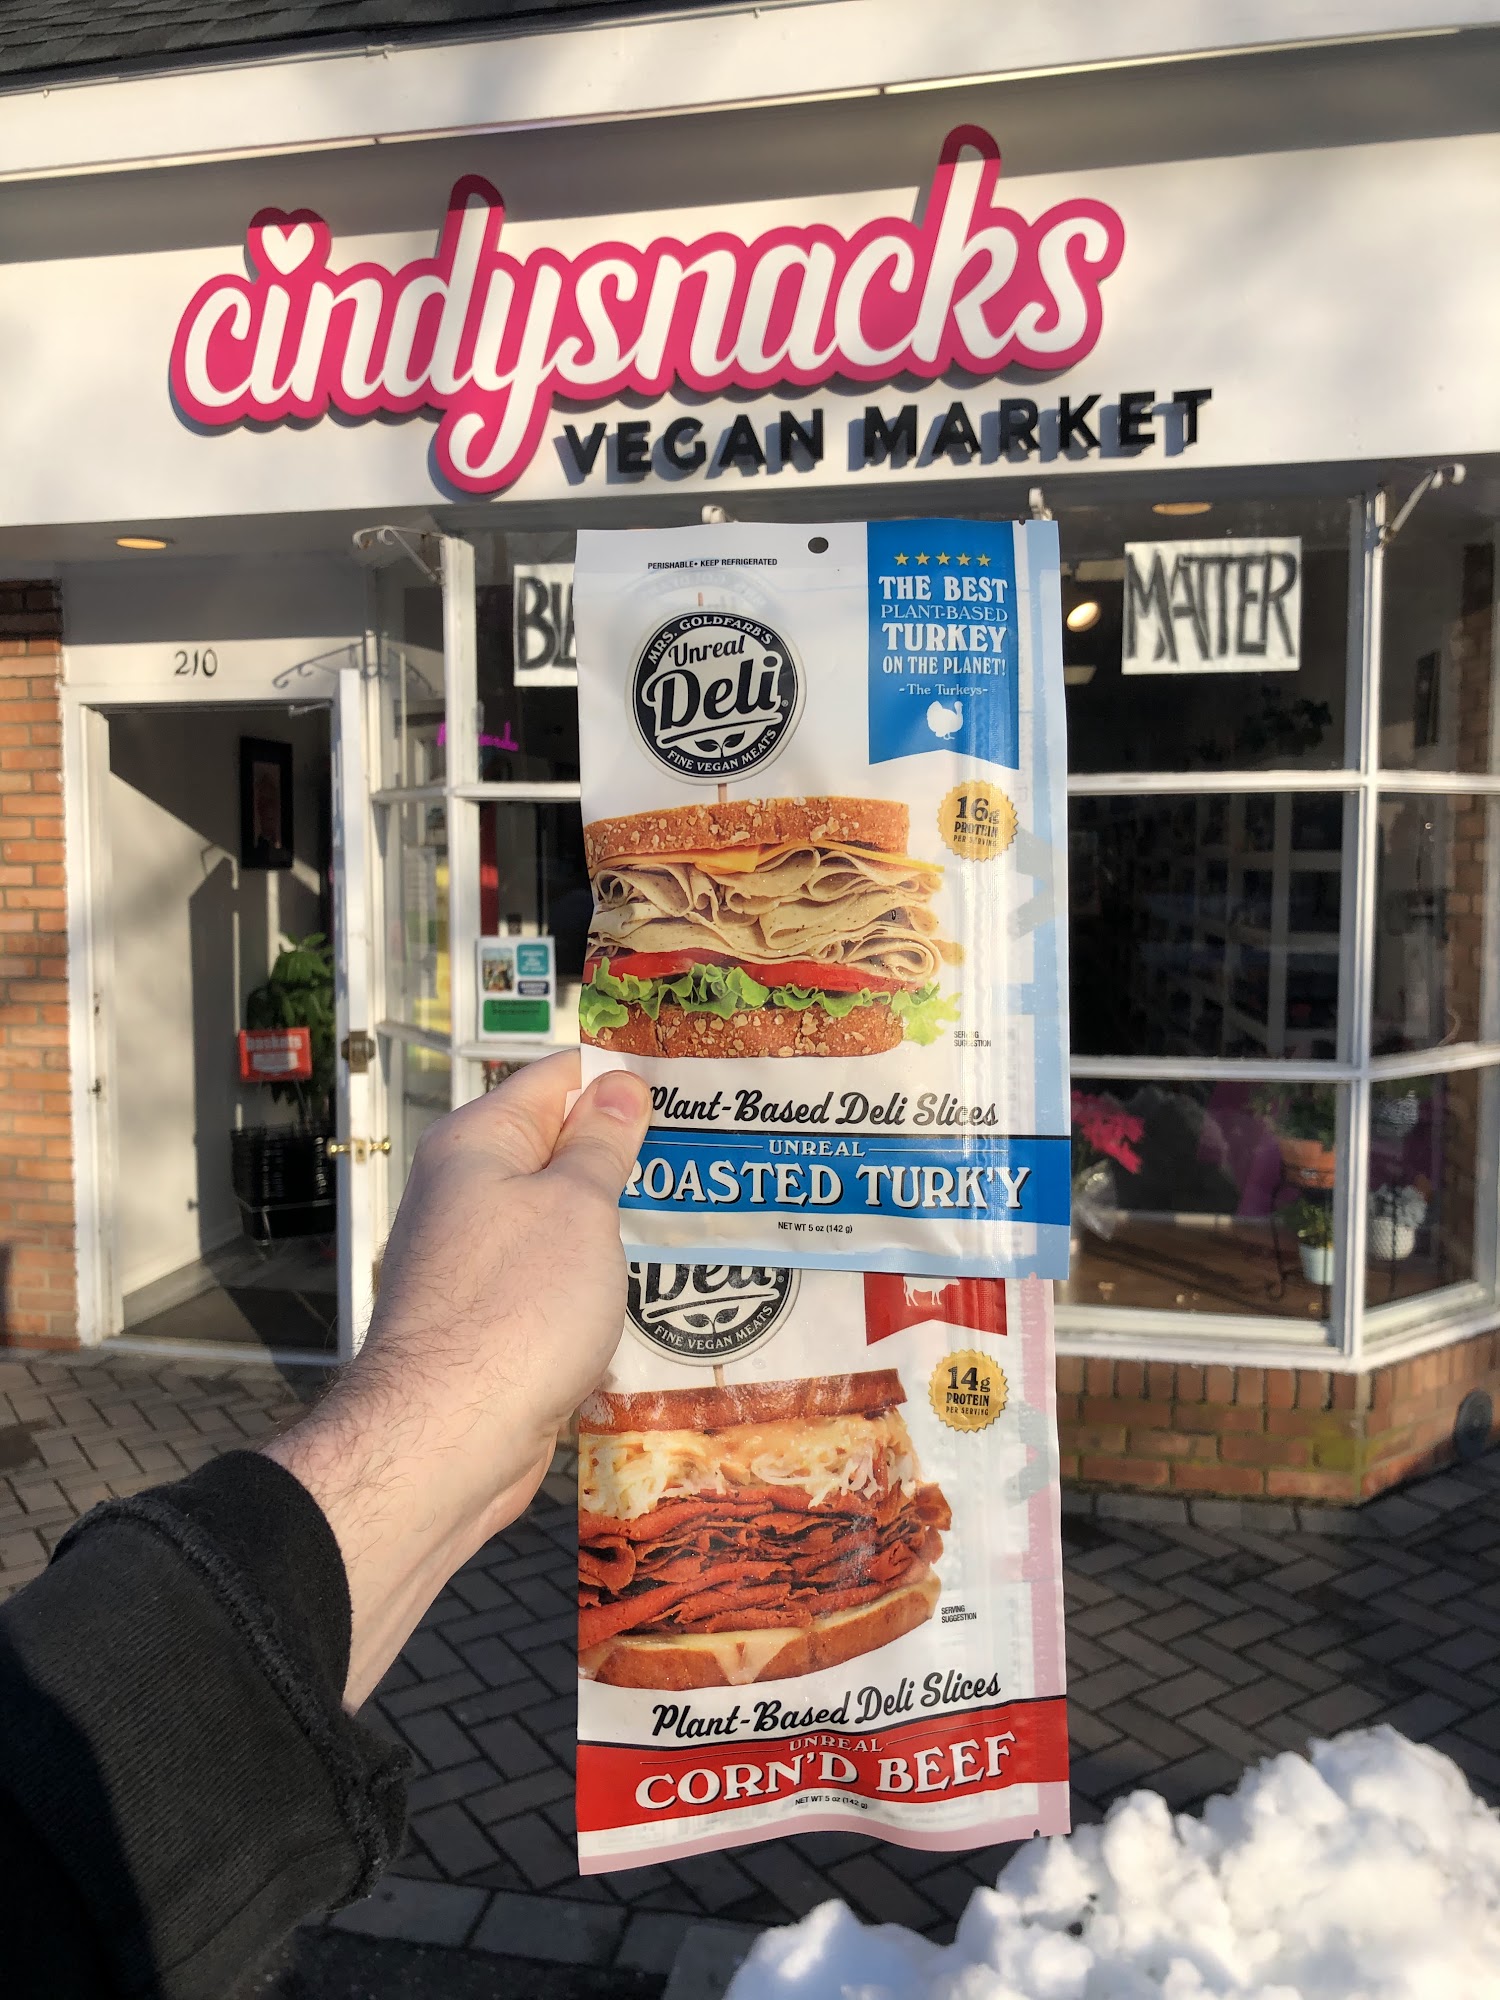 cindysnacks
VEGAN MARKET
210
MATTER
PERISHABLE• KEEP REFRIGERATED
MRS. GOLDFARB'S
Unreal
Deli
FINE VEGAN MEATS
THE BEST
PLANT-BASED
TURKEY
ON THE PLANET!
-The Turkeys-
16g
PROTEIN
PER SERVING
SERVING
SUGGESTION
Plant-Based Deli Slices
UNREAL
ROASTED TURK'Y
NET WT 5 oz (142 g)
baskets
Deli
FINE VEGAN MEATS
14g
PROTEIN
PER SERVING
SERVING
SUGGESTION
Plant-Based Deli Slices
UNREAL
CORN'D BEEF
NET WT 5 oz (142 g)